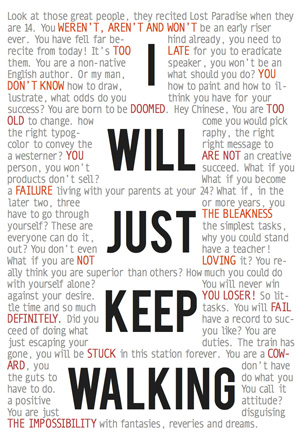 Look at those great people, they recited Lost Paradise when they
are 14. You WEREN'T, AREN'T AND WON'T be an early riser
ever. You have fell far be- hind already, you need to
recite from today! It's TOO LATE for you to eradicate
them. You are a non-native speaker, you won't be an
English author. Or my man, what should you do? YOU
DON'T KNOW how to draw, how to paint and how to il-
lustrate, what odds do you think you have for your
success? You are born to be DOOMED. Hey Chinese, You are TOO
OLD to change. how come you would pick
the right typog- raphy, the right
color to convey the right message to
a westerner? YOU ARE NOT an creative
person, you won't succeed. What if you
products don't sell? What if you become
a FAILURE living with your parents at your 24? What if, in the
later two, three or more years, you
have to go through THE BLEAKNESS
yourself? These are the simplest tasks,
everyone can do it, why you could stand
out? You don't even have a teacher!
What if you are NOT LOVING it? You re-
ally think you are superior than others? How much you could do
with yourself alone? You will never win
against your desire. YOU LOSER! So lit-
tle time and so much tasks. You will FAIL
DEFINITELY. Did you have a record to suc-
ceed of doing what you like? You are
just escaping your duties. The train has
gone, you will be STUCK in this station forever. You are a COW-
ARD, you don't have
the guts to do what you
have to do. You call it
a positive attitude?
You are just disguising
THE IMPOSSIBILITY with fantasies, reveries and dreams.
I
WILL
JUST
KEEP
WALKING